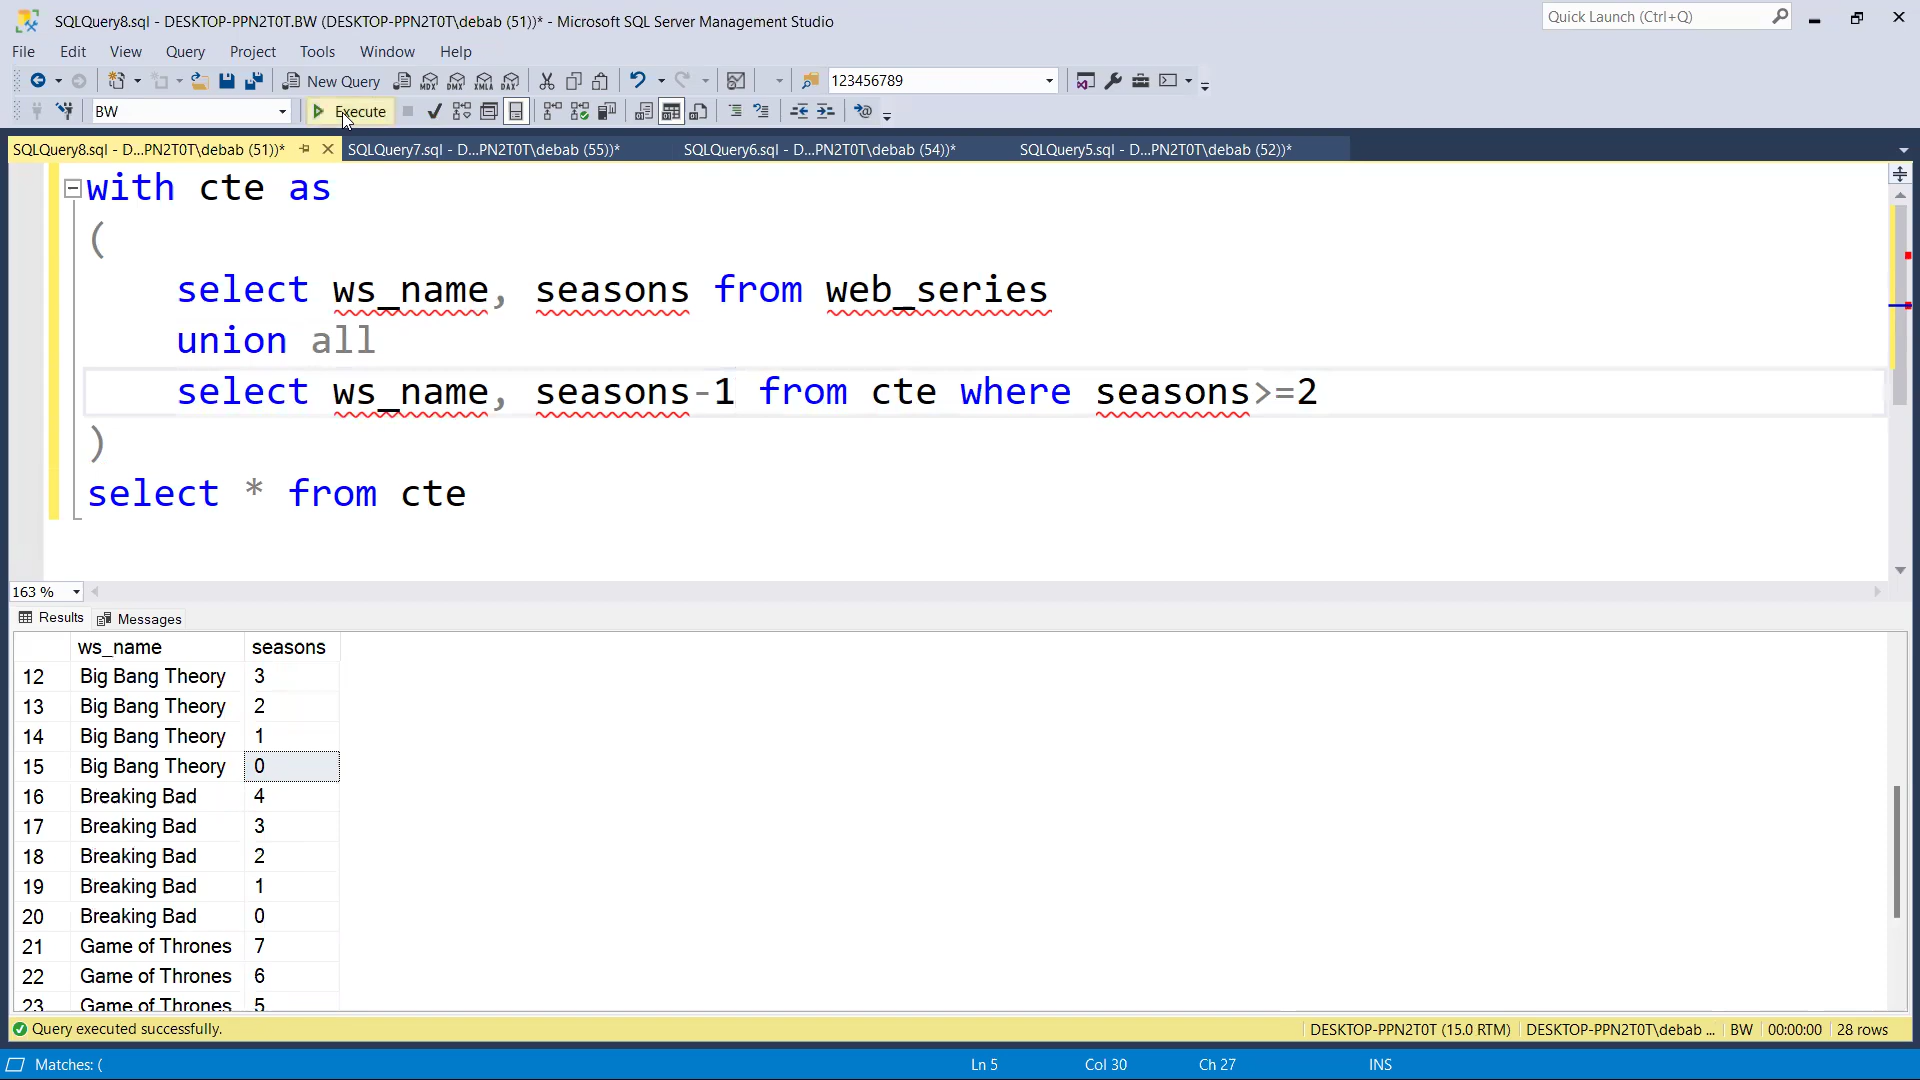 SQLQuery8.sql - DESKTOP-PPN2T0T.BW (DESKTOP-PPN2T0T\debab (51))* - Microsoft SQL Server Management Studio
Quick Launch (Ctrl+Q)
File Edit View Query Project Tools Window Help
New Query MDX DMX XMLA DAX 123456789
BW Execute
SQLQuery8.sql - D...PN2T0T\debab (51))* SQLQuery7.sql - D...PN2T0T\debab (55))* SQLQuery6.sql - D...PN2T0T\debab (54))* SQLQuery5.sql - D...PN2T0T\debab (52))*
with cte as
(
select ws_name, seasons from web_series
union all
select ws_name, seasons-1 from cte where seasons>=2
)
select * from cte
163 %
Results Messages
ws_name seasons
12 Big Bang Theory 3
13 Big Bang Theory 2
14 Big Bang Theory 1
15 Big Bang Theory 0
16 Breaking Bad 4
17 Breaking Bad 3
18 Breaking Bad 2
19 Breaking Bad 1
20 Breaking Bad 0
21 Game of Thrones 7
22 Game of Thrones 6
23 Game of Thrones 5
Query executed successfully. DESKTOP-PPN2T0T (15.0 RTM) DESKTOP-PPN2T0T\debab ... BW 00:00:00 28 rows
Matches: ( Ln 5 Col 30 Ch 27 INS